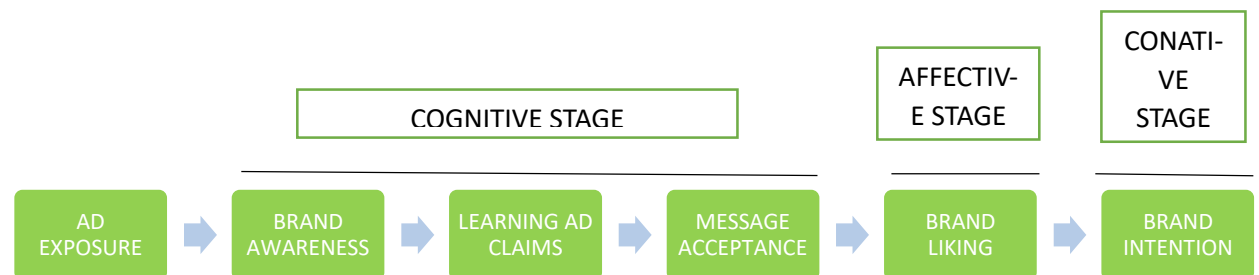 COGNITIVE STAGE
AFFECTIV-
E STAGE
CONATI-
VE
STAGE
AD
EXPOSURE
BRAND
AWARENESS
LEARNING AD
CLAIMS
MESSAGE
ACCEPTANCE
BRAND
LIKING
BRAND
INTENTION